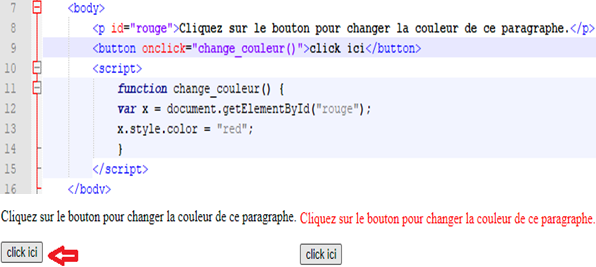 7 <body>
8 <p id="rouge">Cliquez sur le bouton pour changer la couleur de ce paragraphe.</p>
9 <button onclick="change_couleur()">click ici</button>
10 <script>
11 function change_couleur() {
12 var x = document.getElementById("rouge");
13 x.style.color = "red";
14 }
15 </script>
16 </body>
Cliquez sur le bouton pour changer la couleur de ce paragraphe. Cliquez sur le bouton pour changer la couleur de ce paragraphe.
click ici click ici